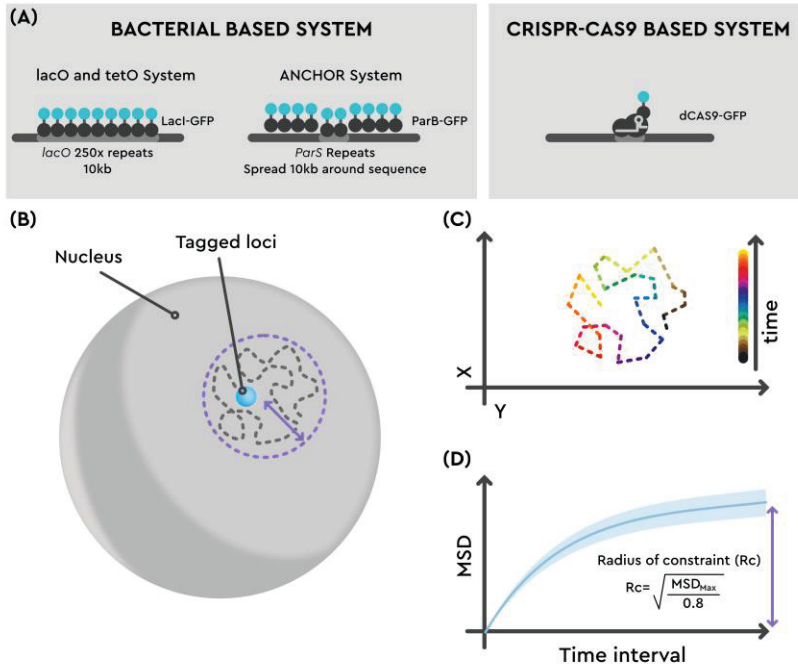 (A)
BACTERIAL BASED SYSTEM
lacO and tetO System
LacI-GFP
lacO 250x repeats
10kb
ANCHOR System
ParB-GFP
ParS Repeats
Spread 10kb around sequence
CRISPR-CAS9 BASED SYSTEM
dCAS9-GFP
(B)
Tagged loci
Nucleus
(C)
X
Y
time
(D)
MSD
Radius of constraint (Rc)
Rc= √(MSDMax/0.8)
Time interval